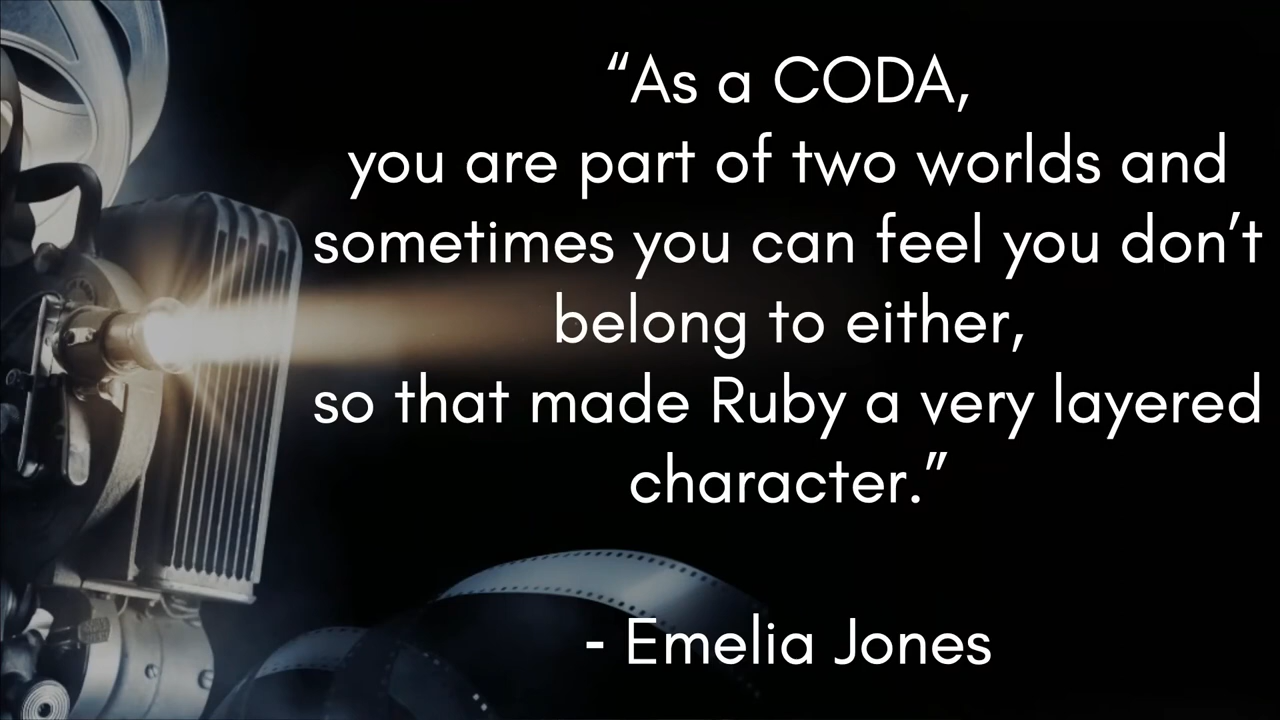 “As a CODA,
you are part of two worlds and
sometimes you can feel you don’t
belong to either,
so that made Ruby a very layered
character.”
- Emelia Jones